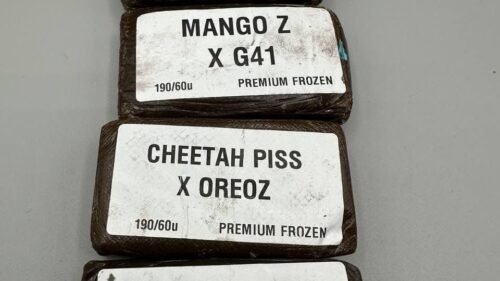 MANGO Z
X G41
190/60u PREMIUM FROZEN
CHEETAH PISS
X OREOZ
190/60u PREMIUM FROZEN